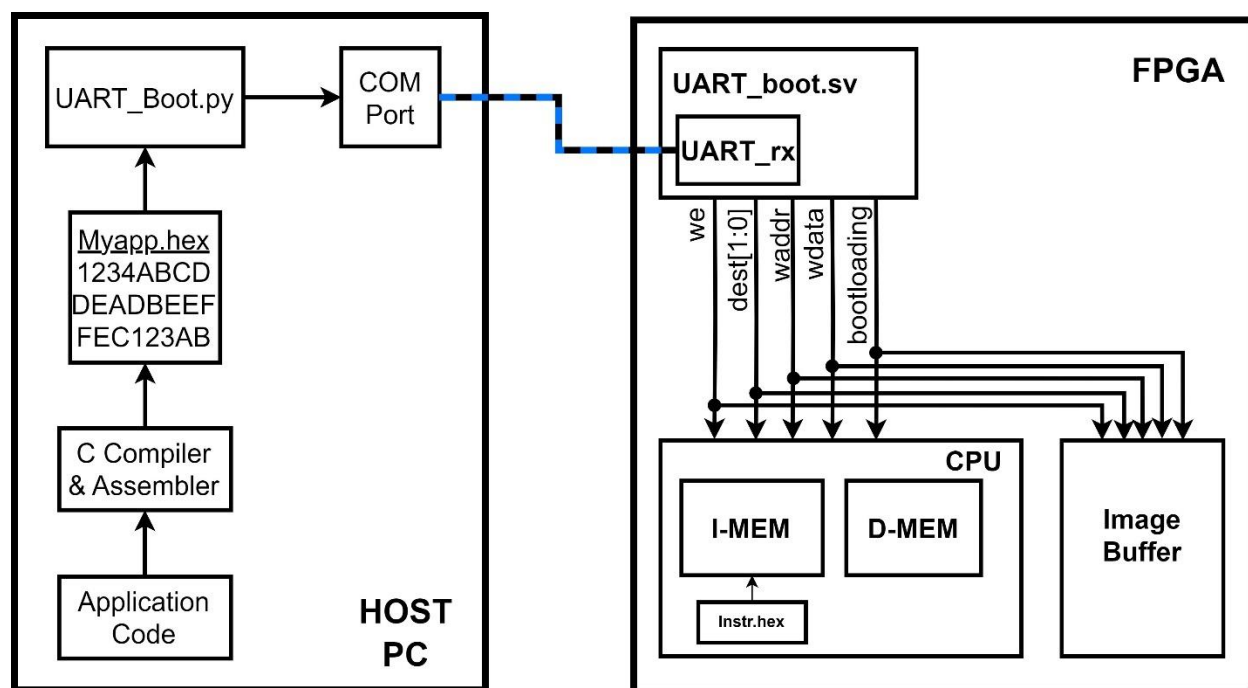 UART_Boot.py
COM
Port
Myapp.hex
1234ABCD
DEADBEEF
FEC123AB
C Compiler
& Assembler
Application
Code
HOST
PC
FPGA
UART_boot.sv
UART_rx
we
dest[1:0]
waddr
wdata
bootloading
CPU
I-MEM
D-MEM
Instr.hex
Image
Buffer